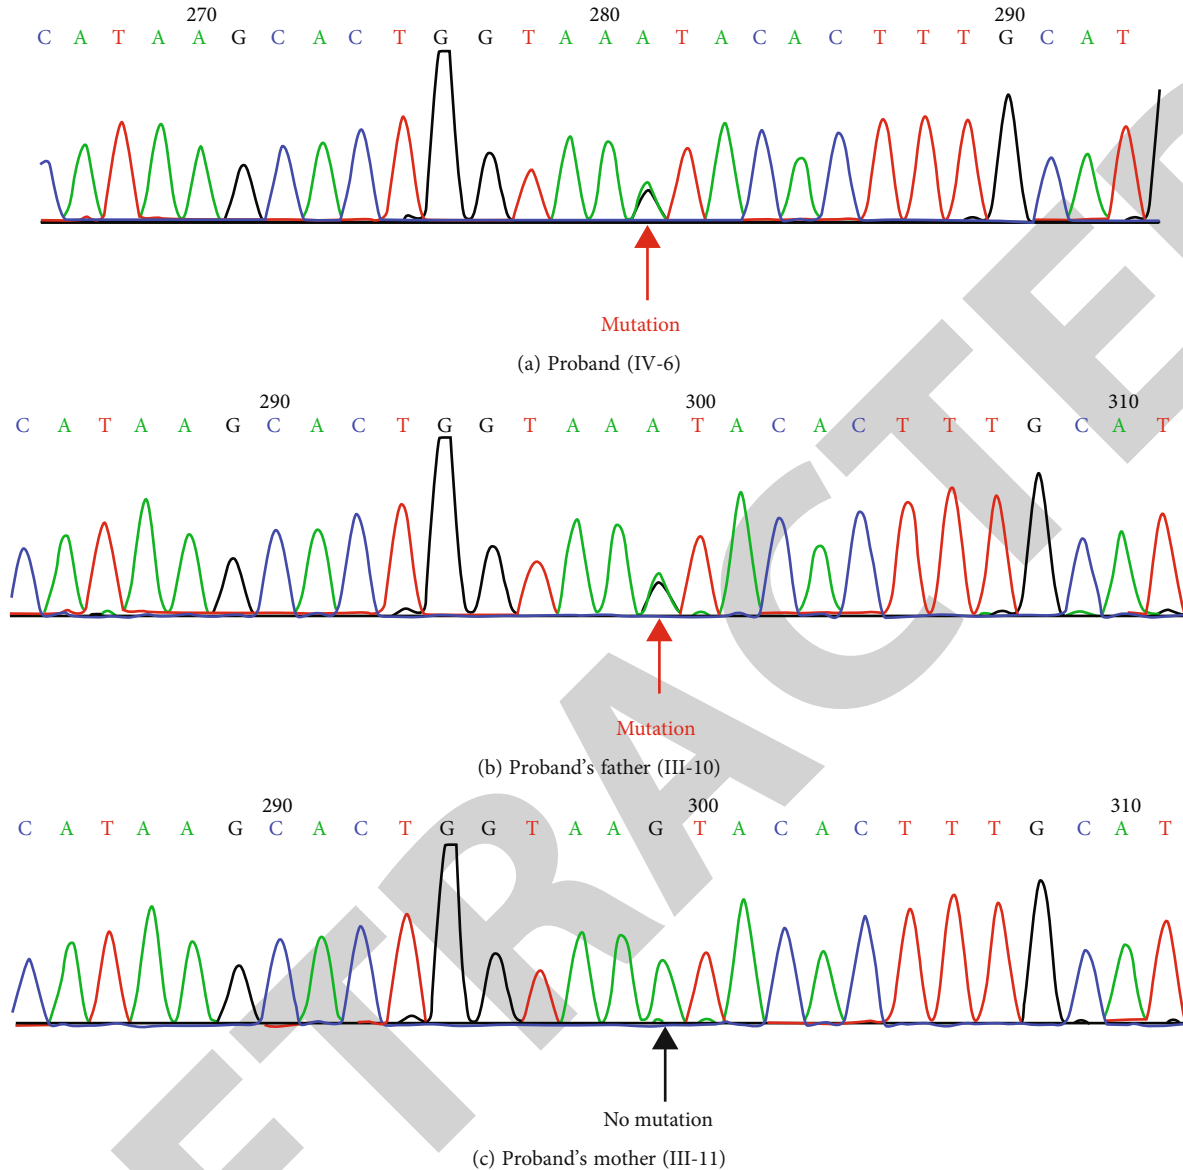 270 280 290
C A T A A G C A C T G G T A A A T A C A C T T T G C A T
Mutation
(a) Proband (IV-6)
290 300 310
C A T A A G C A C T G G T A A A T A C A C T T T G C A T
Mutation
(b) Proband's father (III-10)
290 300 310
C A T A A G C A C T G G T A A G T A C A C T T T G C A T
No mutation
(c) Proband's mother (III-11)
ETRACTE